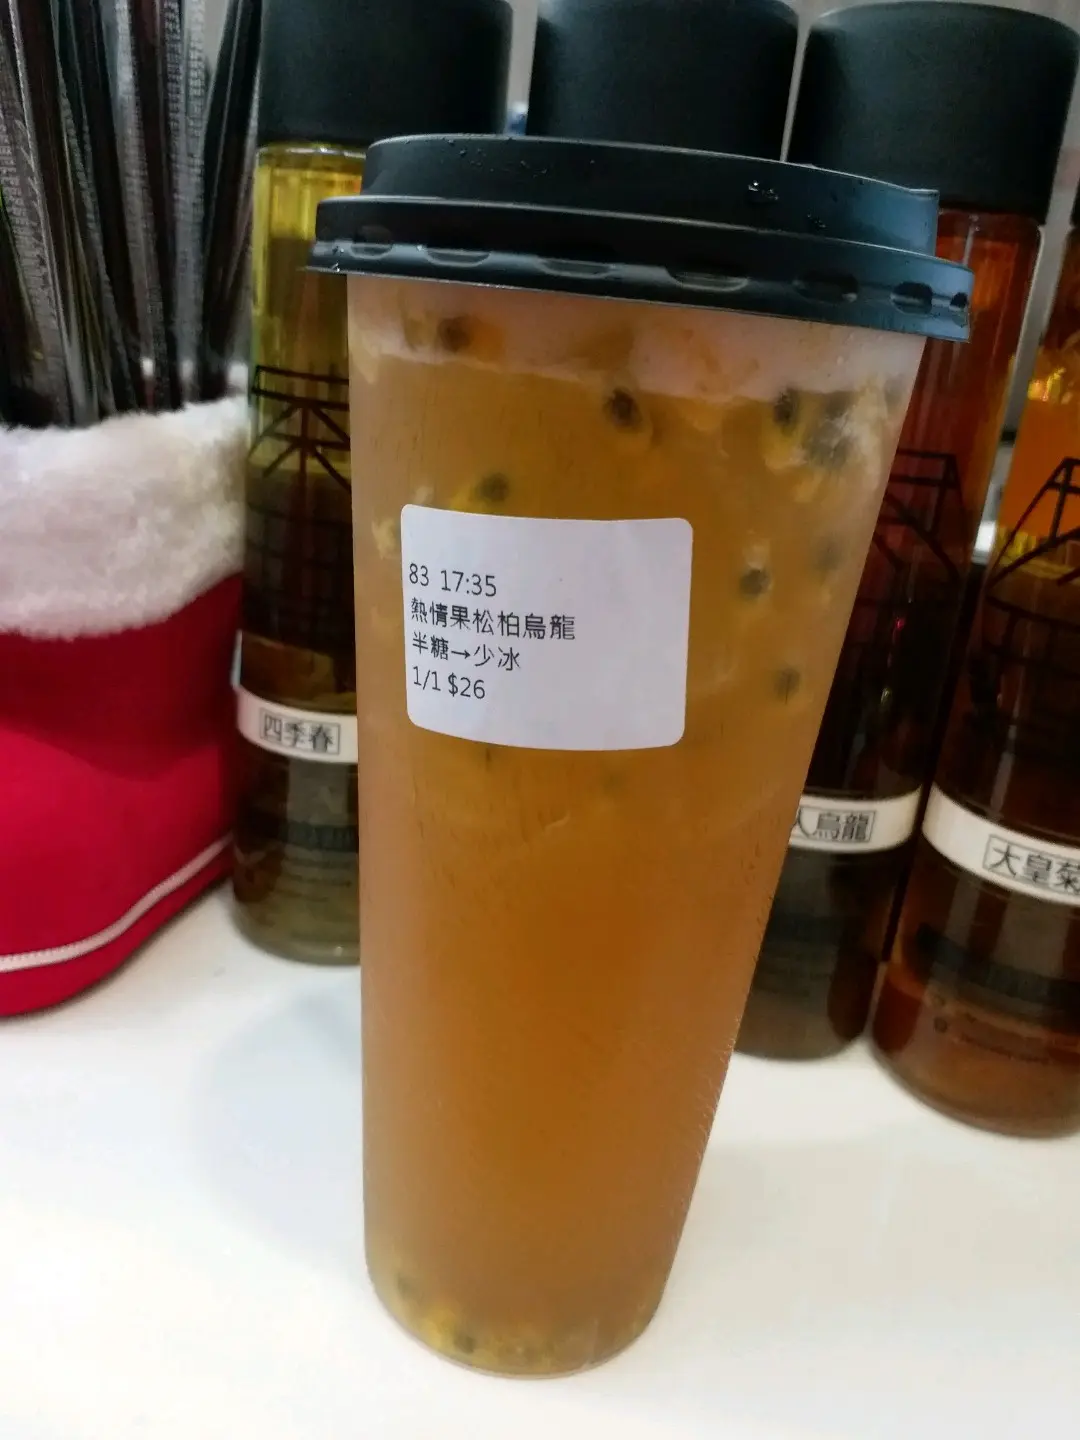 83 17:35
熱情果松柏烏龍
半糖→少冰
1/1 $26
四季春
人烏龍
大皇菊